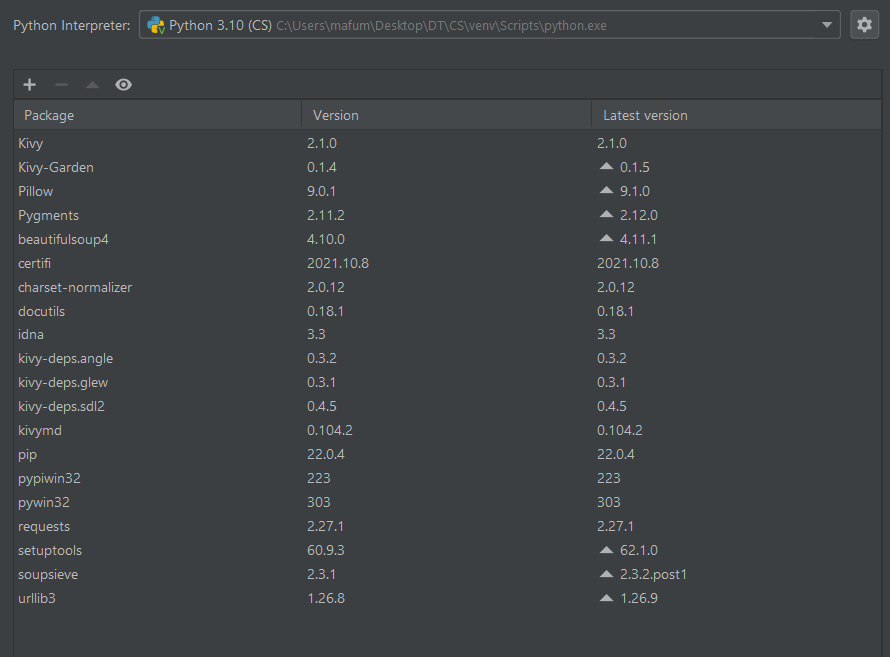 Python Interpreter: Python 3.10 (CS) C:\Users\mafum\Desktop\DT\CS\venv\Scripts\python.exe
Package Version Latest version
Kivy 2.1.0 2.1.0
Kivy-Garden 0.1.4 0.1.5
Pillow 9.0.1 9.1.0
Pygments 2.11.2 2.12.0
beautifulsoup4 4.10.0 4.11.1
certifi 2021.10.8 2021.10.8
charset-normalizer 2.0.12 2.0.12
docutils 0.18.1 0.18.1
idna 3.3 3.3
kivy-deps.angle 0.3.2 0.3.2
kivy-deps.glew 0.3.1 0.3.1
kivy-deps.sdl2 0.4.5 0.4.5
kivymd 0.104.2 0.104.2
pip 22.0.4 22.0.4
pypiwin32 223 223
pywin32 303 303
requests 2.27.1 2.27.1
setuptools 60.9.3 62.1.0
soupsieve 2.3.1 2.3.2.post1
urllib3 1.26.8 1.26.9